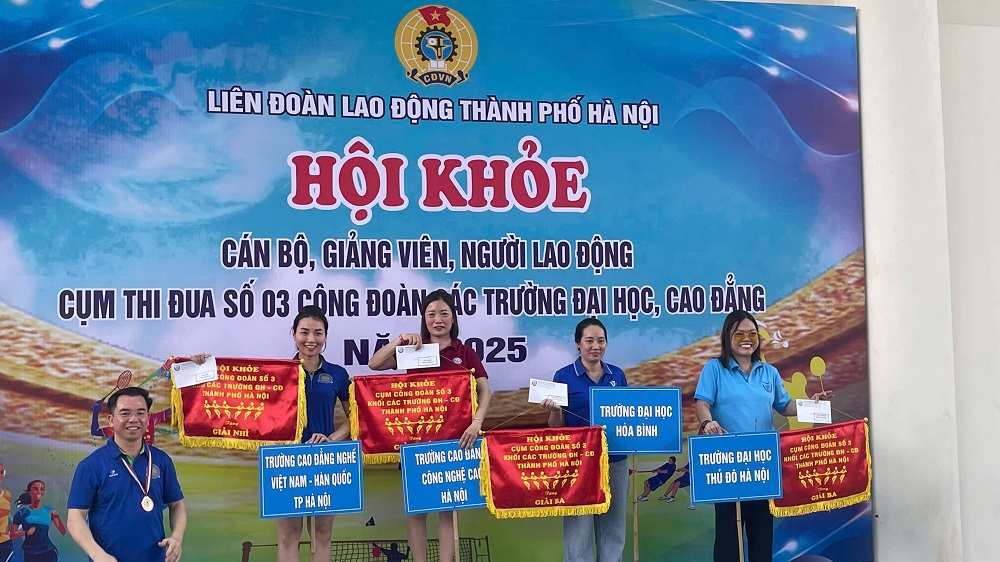 CĐVN
LIÊN ĐOÀN LAO ĐỘNG THÀNH PHỐ HÀ NỘI
HỘI KHỎE
CÁN BỘ, GIẢNG VIÊN, NGƯỜI LAO ĐỘNG
CỤM THI ĐUA SỐ 03 CÔNG ĐOÀN CÁC TRƯỜNG ĐẠI HỌC, CAO ĐẲNG
2025
HỘI KHỎE
CỤM CÔNG ĐOÀN SỐ 3
KHỐI CÁC TRƯỜNG ĐH - CĐ
THÀNH PHỐ HÀ NỘI
Tặng
GIẢI NHÌ
HỘI KHỎE
CỤM CÔNG ĐOÀN SỐ 3
KHỐI CÁC TRƯỜNG ĐH - CĐ
THÀNH PHỐ HÀ NỘI
HỘI KHỎE
CỤM CÔNG ĐOÀN SỐ 3
KHỐI CÁC TRƯỜNG ĐH - CĐ
THÀNH PHỐ HÀ NỘI
Tặng
GIẢI BA
HỘI KHỎE
CỤM CÔNG ĐOÀN SỐ 3
CÁC TRƯỜNG ĐH - CĐ
THÀNH PHỐ HÀ NỘI
Tặng
GIẢI BA
TRƯỜNG CAO ĐẲNG NGHỀ
VIỆT NAM - HÀN QUỐC
TP HÀ NỘI
TRƯỜNG CAO
CÔNG NGHỆ
HÀ NỘI
TRƯỜNG ĐẠI HỌC
HÒA BÌNH
TRƯỜNG ĐẠI HỌC
THỦ ĐÔ HÀ NỘI